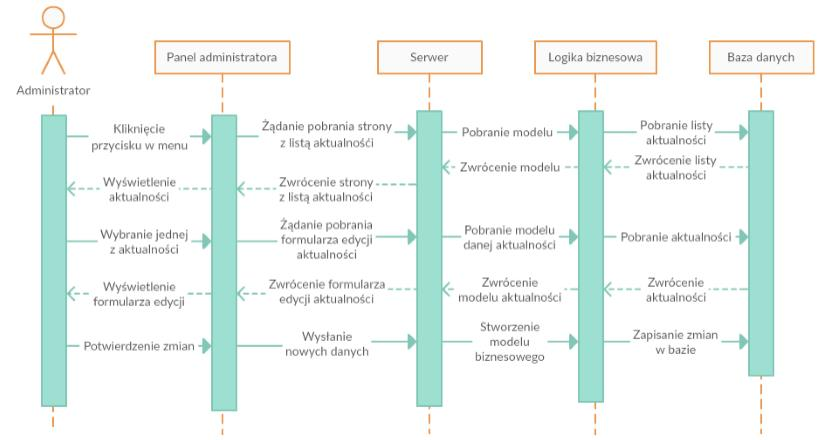 Administrator
Panel administratora
Serwer
Logika biznesowa
Baza danych
Kliknięcie
przycisku w menu
Żądanie pobrania strony
z listą aktualnośći
Pobranie modelu
Pobranie listy
aktualności
Wyświetlenie
aktualności
Zwrócenie strony
z listą aktualności
Zwrócenie modelu
Zwrócenie listy
aktualności
Wybranie jednej
z aktualności
Żądanie pobrania
formularza edycji
aktualności
Pobranie modelu
danej aktualności
Pobranie aktualności
Wyświetlenie
formularza edycji
Zwrócenie formularza
edycji aktualności
Zwrócenie
modelu aktualności
Zwrócenie
aktualności
Potwierdzenie zmian
Wysłanie
nowych danych
Stworzenie
modelu
biznesowego
Zapisanie zmian
w bazie